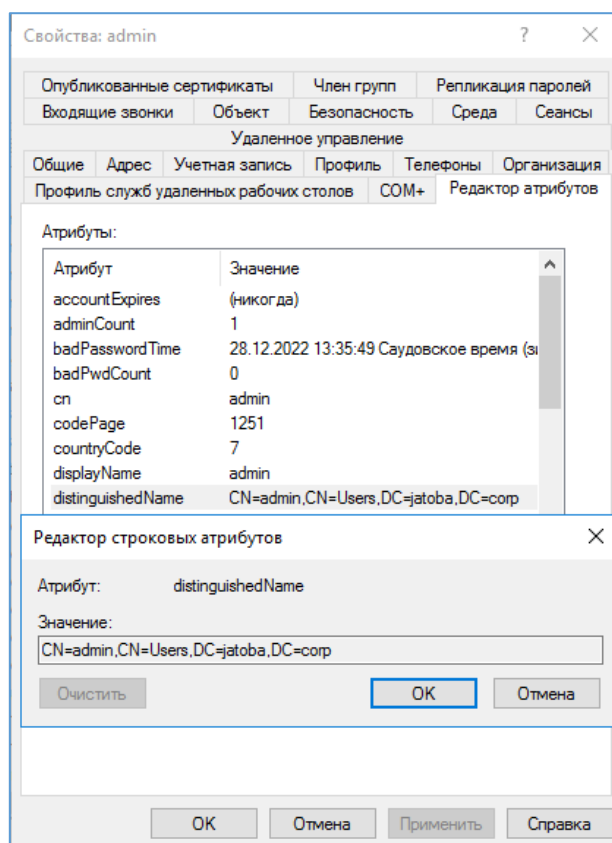 Свойства: admin ?
Опубликованные сертификаты Член групп Репликация паролей
Входящие звонки Объект Безопасность Среда Сеансы
Удаленное управление
Общие Адрес Учетная запись Профиль Телефоны Организация
Профиль служб удаленных рабочих столов COM+ Редактор атрибутов
Атрибуты:
Атрибут Значение
accountExpires (никогда)
adminCount 1
badPasswordTime 28.12.2022 13:35:49 Саудовское время (зи
badPwdCount 0
cn admin
codePage 1251
countryCode 7
displayName admin
distinguishedName CN=admin,CN=Users,DC=jatoba,DC=corp
Редактор строковых атрибутов
Атрибут: distinguishedName
Значение:
CN=admin,CN=Users,DC=jatoba,DC=corp
Очистить OK Отмена
OK Отмена Применить Справка